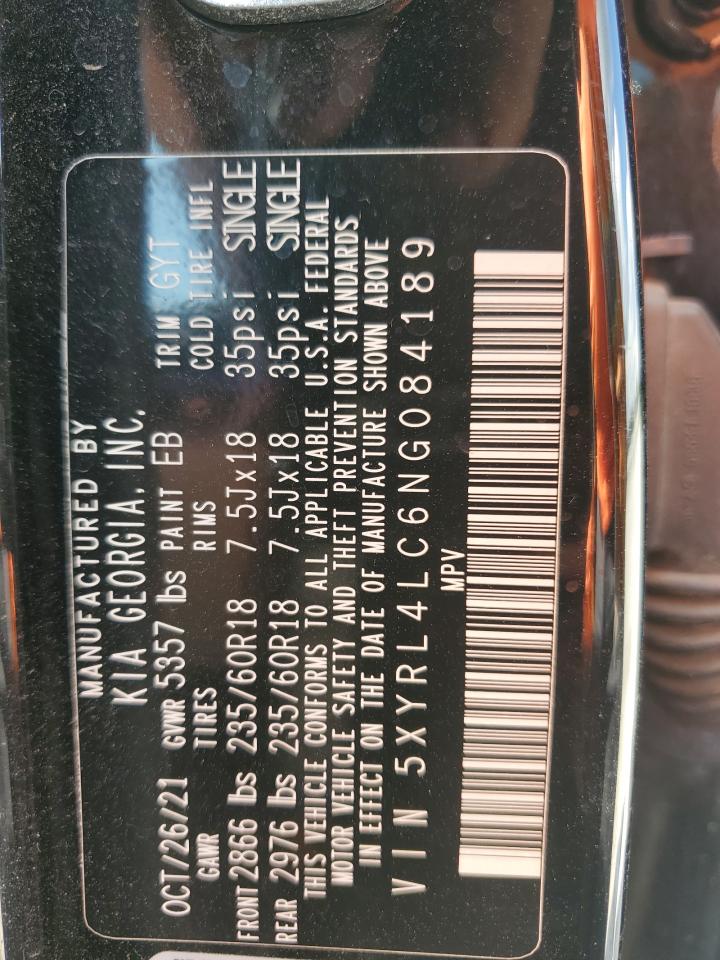 MANUFACTURED BY
KIA GEORGIA, INC.
OCT/26/21 GVWR 5357 lbs PAINT EB TRIM GYT
GAWR TIRES RIMS COLD TIRE INFL
FRONT 2866 lbs 235/60R18 7.5Jx18 35psi SINGLE
REAR 2976 lbs 235/60R18 7.5Jx18 35psi SINGLE
THIS VEHICLE CONFORMS TO ALL APPLICABLE U.S.A. FEDERAL
MOTOR VEHICLE SAFETY AND THEFT PREVENTION STANDARDS
IN EFFECT ON THE DATE OF MANUFACTURE SHOWN ABOVE
VIN 5XYRL4LC6NG084189
MPV